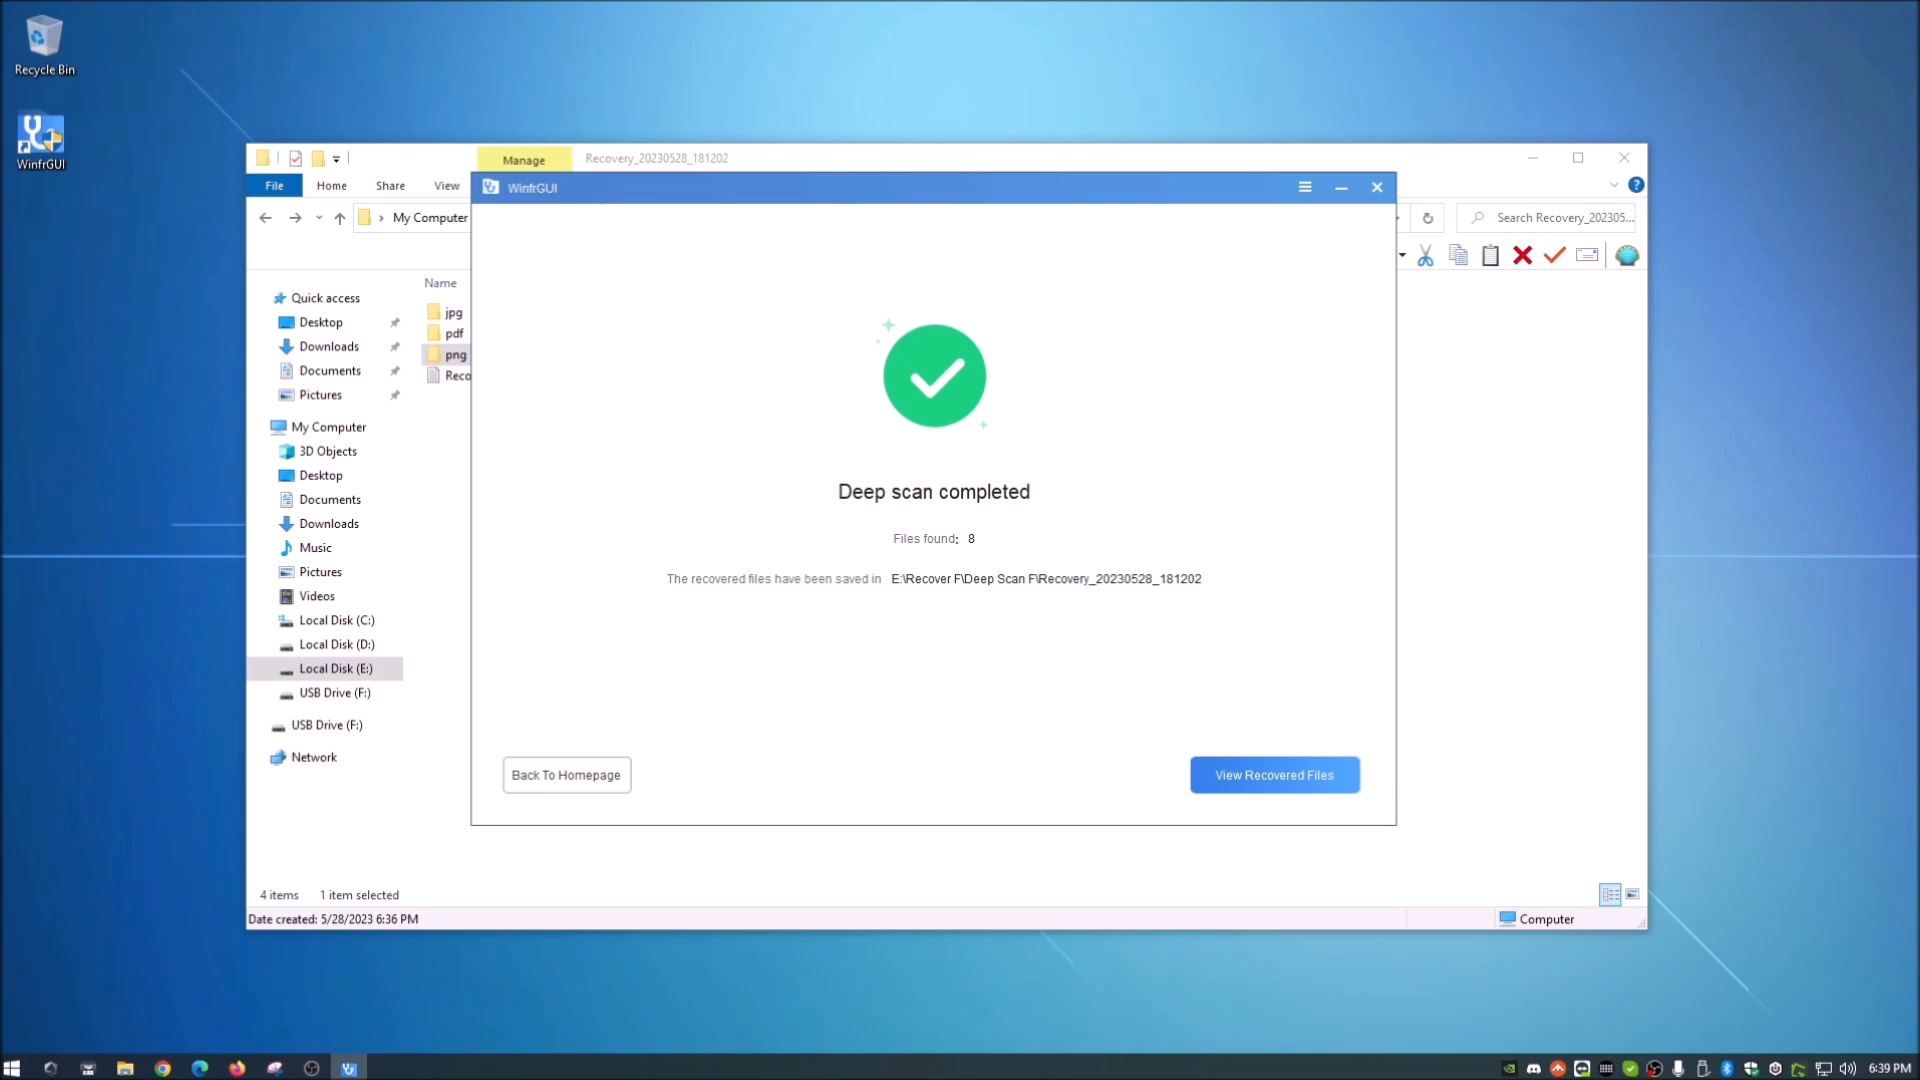 Recycle Bin
WinfrGUI
Manage
Recovery_20230528_181202
File
Home
Share
View
My Computer
Search Recovery_202305...
WinfrGUI
Name
jpg
pdf
png
Reco
Quick access
Desktop
Downloads
Documents
Pictures
My Computer
3D Objects
Desktop
Documents
Downloads
Music
Pictures
Videos
Local Disk (C:)
Local Disk (D:)
Local Disk (E:)
USB Drive (F:)
USB Drive (F:)
Network
Deep scan completed
Files found: 8
The recovered files have been saved in E:\Recover F\Deep Scan F\Recovery_20230528_181202
Back To Homepage
View Recovered Files
4 items
1 item selected
Date created: 5/28/2023 6:36 PM
Computer
6:39 PM